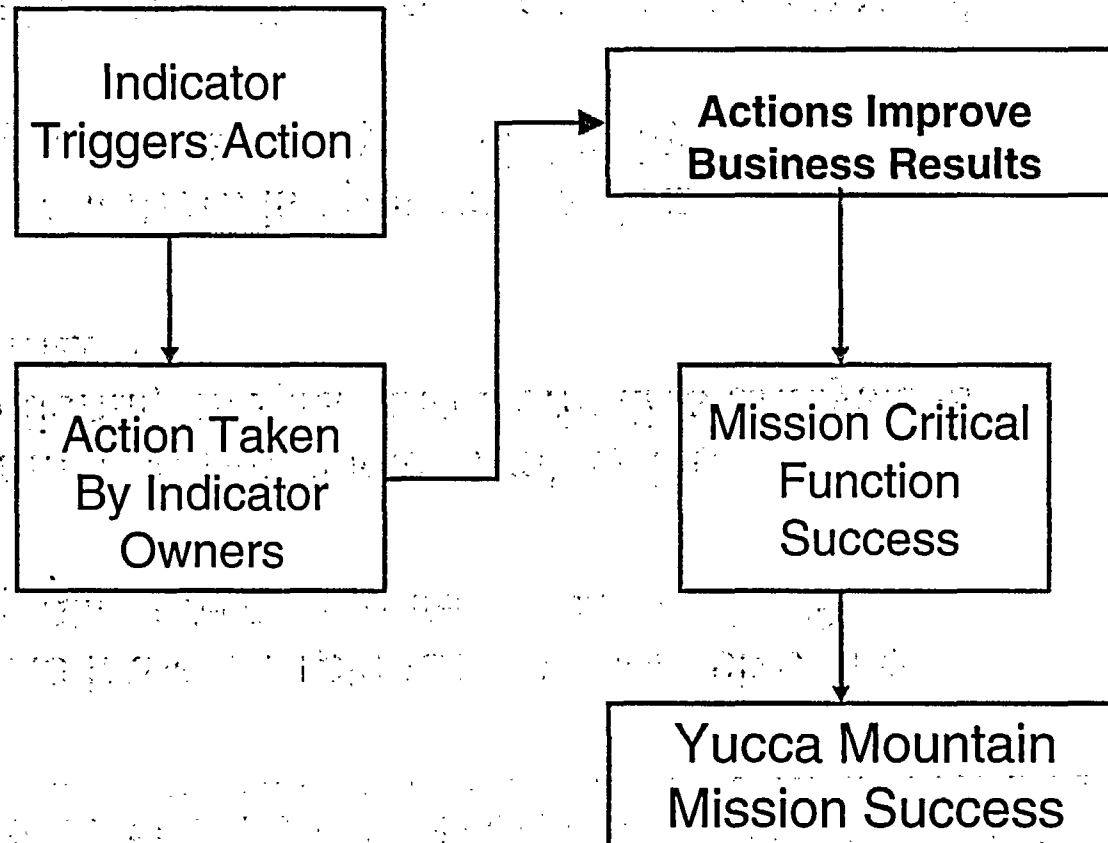 Indicator
Triggers Action
Action Taken
By Indicator
Owners
Actions Improve
Business Results
Mission Critical
Function
Success
Yucca Mountain
Mission Success